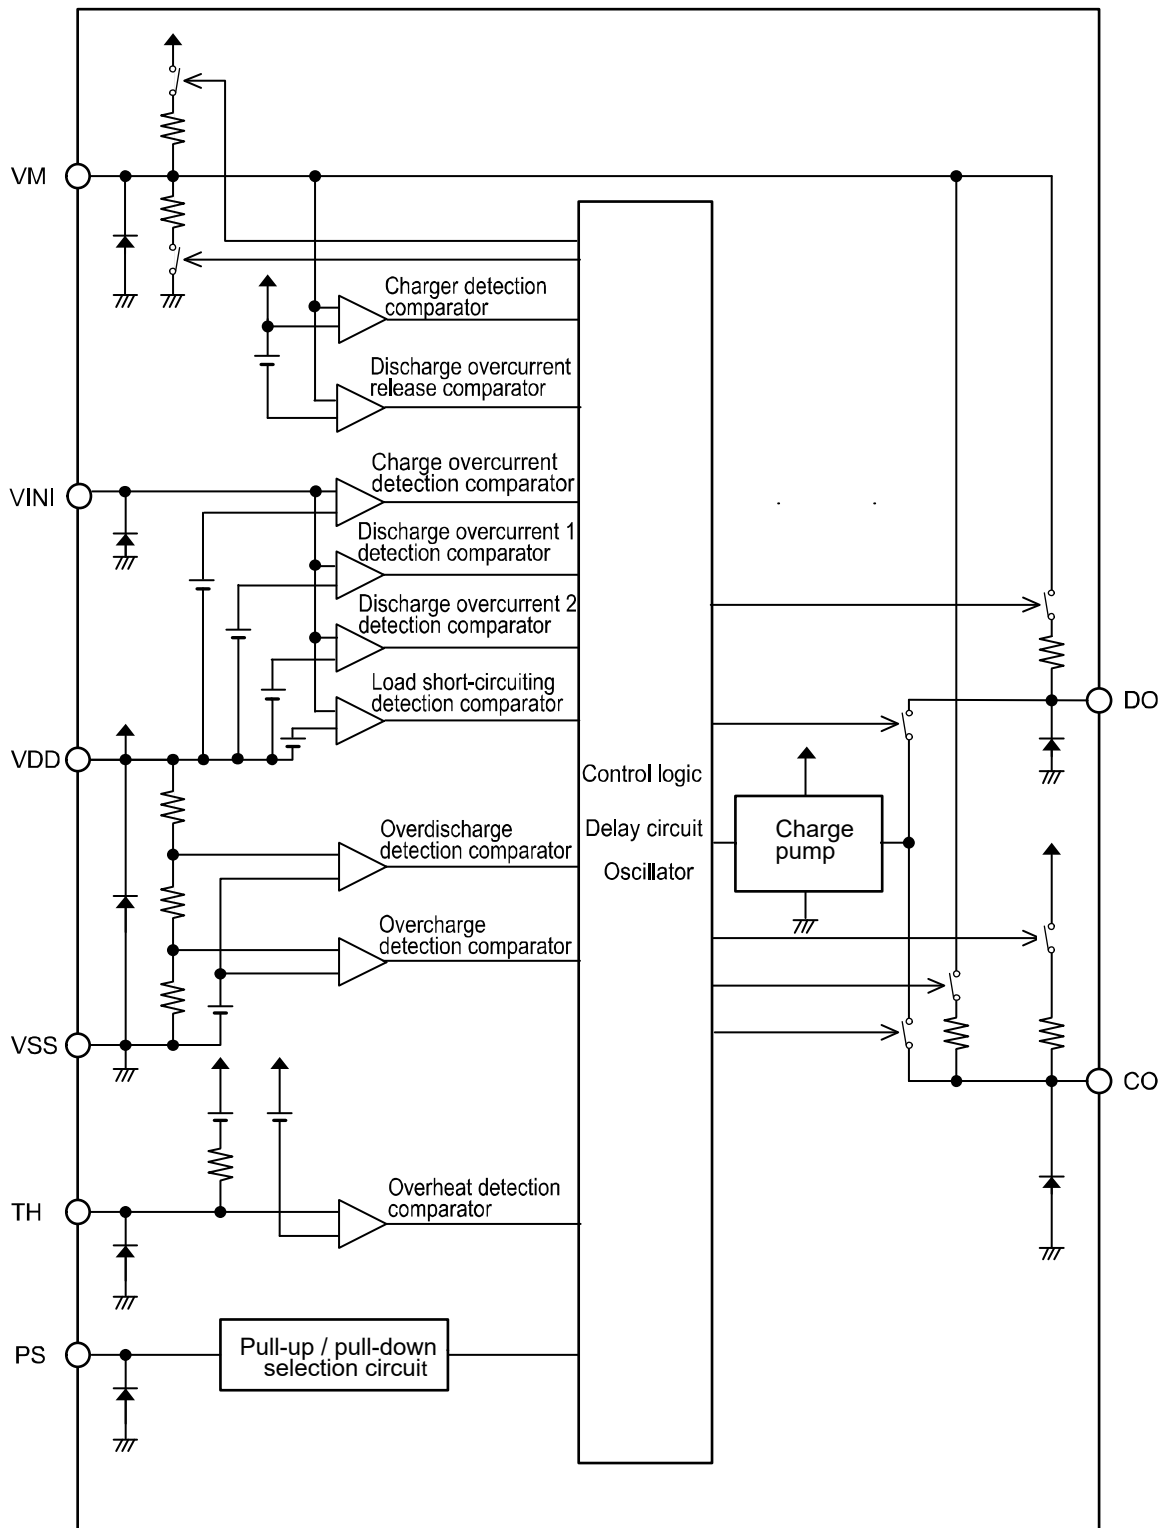 VM
Charger detection
comparator
Discharge overcurrent
release comparator
VINI
Charge overcurrent
detection comparator
Discharge overcurrent 1
detection comparator
Discharge overcurrent 2
detection comparator
Load short-circuiting
detection comparator
DO
VDD
Control logic
Delay circuit
Oscillator
Charge
pump
Overdischarge
detection comparator
Overcharge
detection comparator
VSS
CO
TH
Overheat detection
comparator
PS
Pull-up / pull-down
selection circuit